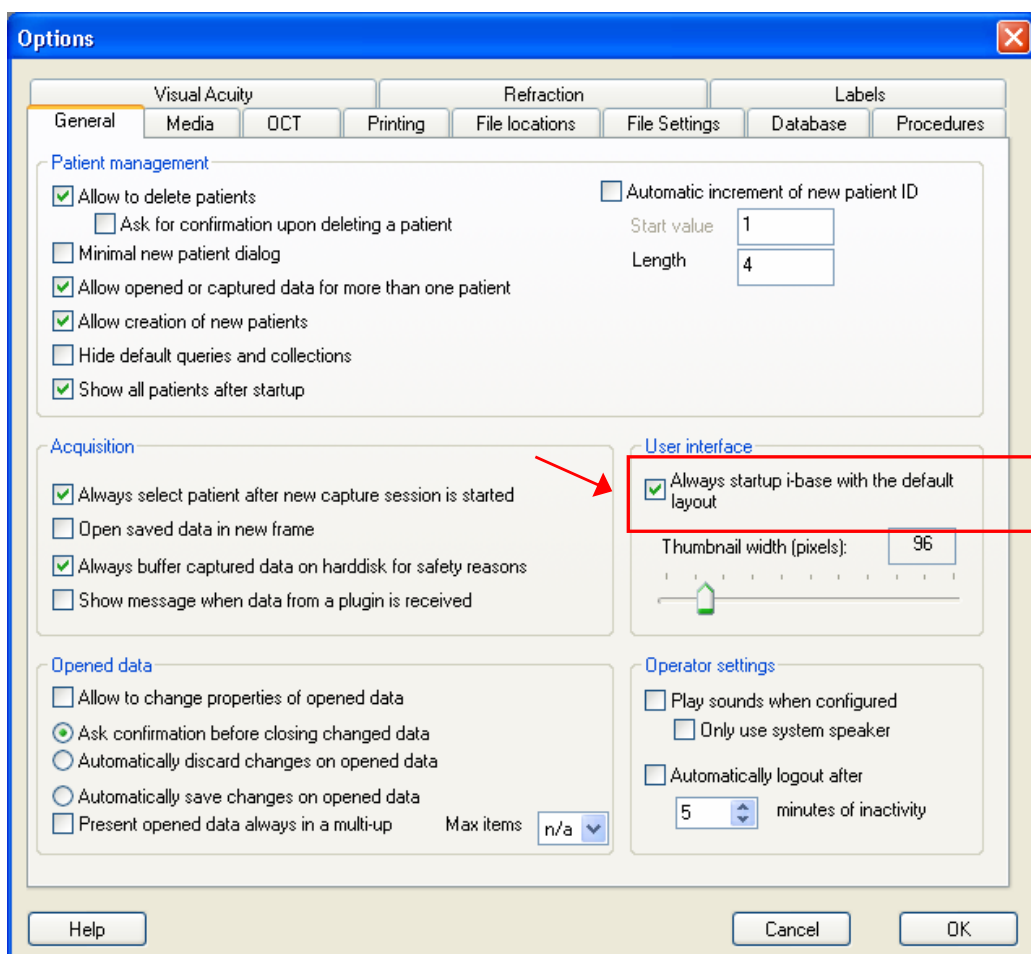 Options
Visual Acuity Refraction Labels
General Media OCT Printing File locations File Settings Database Procedures
Patient management
Allow to delete patients
Ask for confirmation upon deleting a patient
Minimal new patient dialog
Allow opened or captured data for more than one patient
Allow creation of new patients
Hide default queries and collections
Show all patients after startup
Automatic increment of new patient ID
Start value 1
Length 4
Acquisition
Always select patient after new capture session is started
Open saved data in new frame
Always buffer captured data on harddisk for safety reasons
Show message when data from a plugin is received
User interface
Always startup i-base with the default
layout
Thumbnail width (pixels): 96
Opened data
Allow to change properties of opened data
Ask confirmation before closing changed data
Automatically discard changes on opened data
Automatically save changes on opened data
Present opened data always in a multi-up Max items n/a
Operator settings
Play sounds when configured
Only use system speaker
Automatically logout after
5 minutes of inactivity
Help Cancel OK